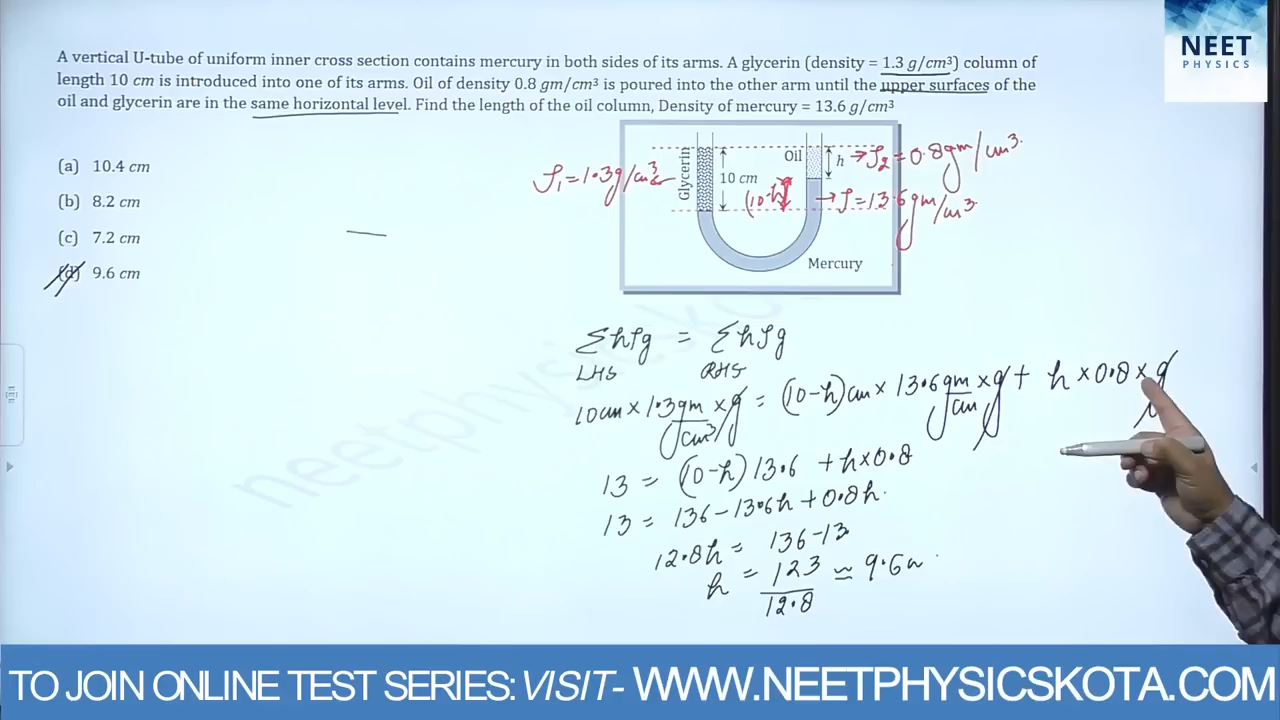 NEET
PHYSICS
A vertical U-tube of uniform inner cross section contains mercury in both sides of its arms. A glycerin (density = 1.3 g/cm³) column of
length 10 cm is introduced into one of its arms. Oil of density 0.8 gm/cm³ is poured into the other arm until the upper surfaces of the
oil and glycerin are in the same horizontal level. Find the length of the oil column, Density of mercury = 13.6 g/cm³
(a) 10.4 cm
(b) 8.2 cm
(c) 7.2 cm
(d) 9.6 cm
ρ₁=1.3g/cm³
Glycerin
10 cm
Oil
h
→ρ₂=0.8gm/cm³
(10-h)
→ρ=13.6gm/cm³
Mercury
Σhρg = Σhρg
LHS RHS
10cm×1.3gm/cm³×g = (10-h)cm×13.6gm/cm×g+ h×0.8×g
13 = (10-h)13.6 +h×0.8
13 = 136-13.6h+0.8h.
12.8h = 136-13
h = 123/12.8 ≃ 9.6
neetphysicsko
TO JOIN ONLINE TEST SERIES: VISIT- WWW.NEETPHYSICSKOTA.COM